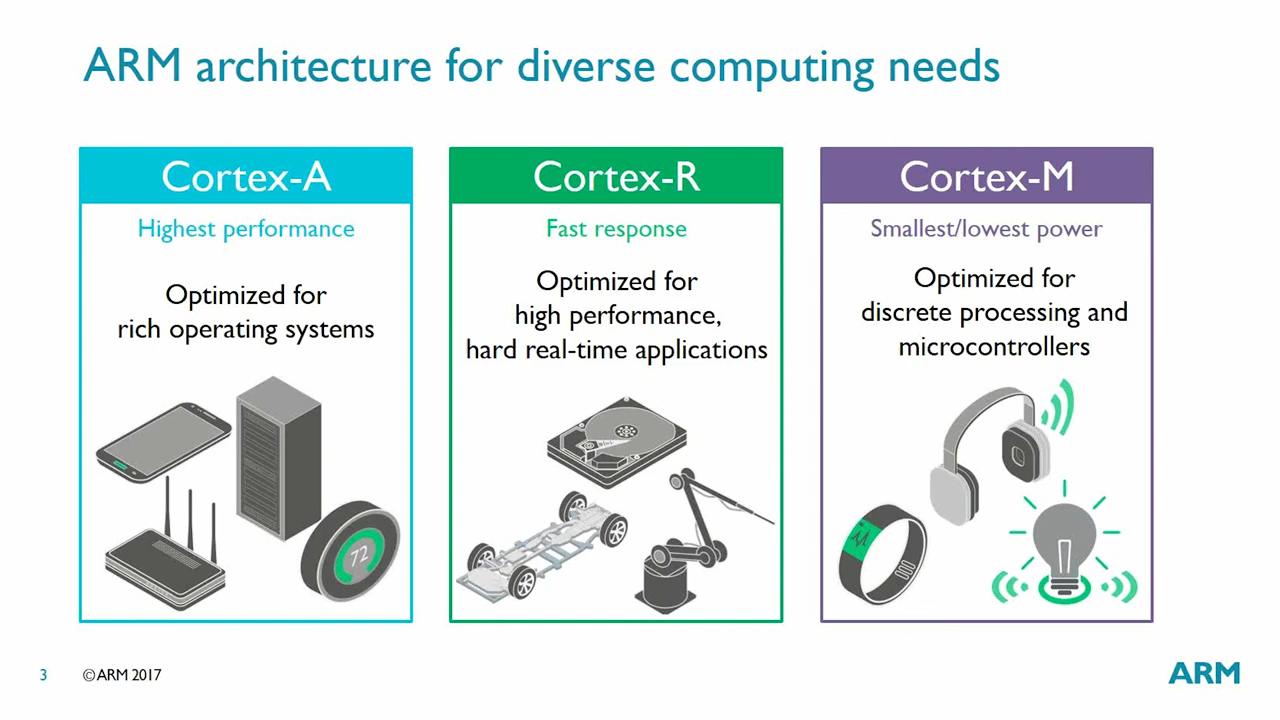 ARM architecture for diverse computing needs
Cortex-A
Highest performance
Optimized for
rich operating systems
72
Cortex-R
Fast response
Optimized for
high performance,
hard real-time applications
Cortex-M
Smallest/lowest power
Optimized for
discrete processing and
microcontrollers
3
© ARM 2017
ARM